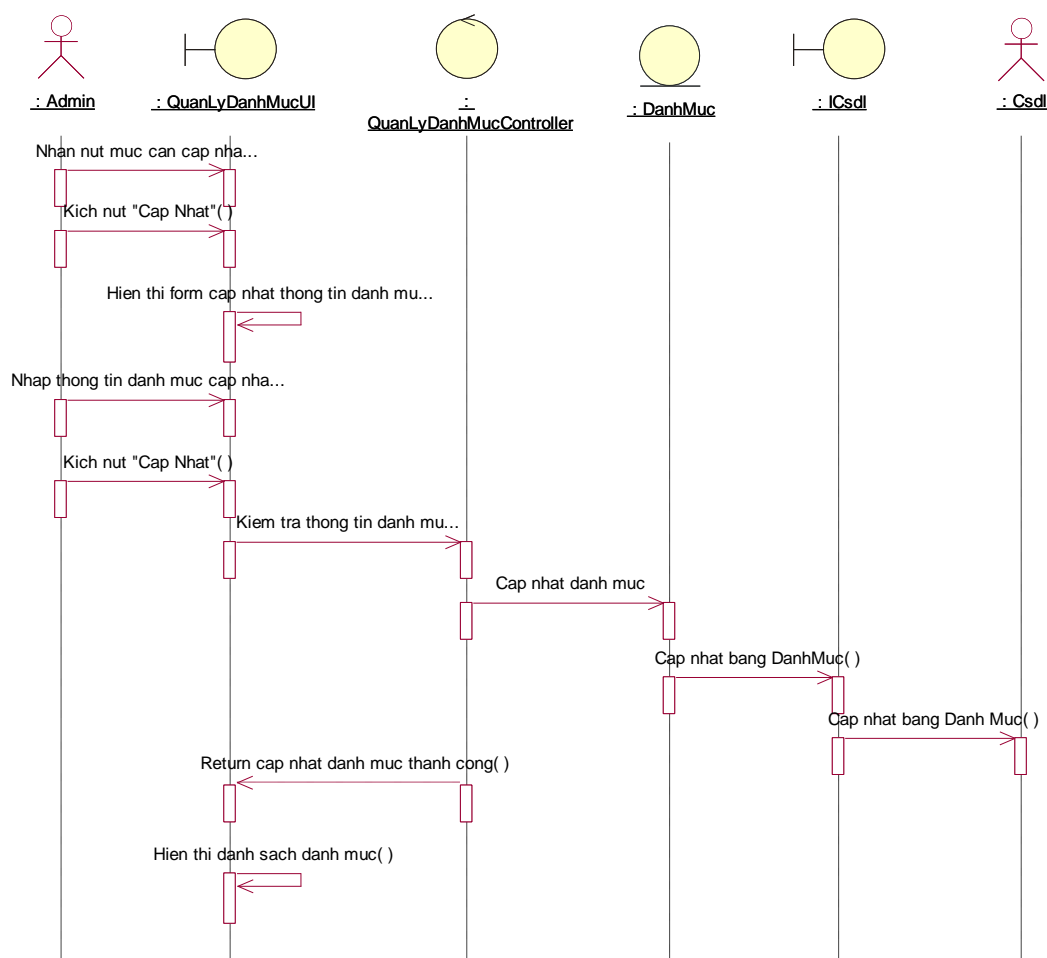 : Admin
: QuanLyDanhMucUI
:
QuanLyDanhMucController
: DanhMuc
: ICsdl
: Csdl
Nhan nut muc can cap nha...
Kich nut "Cap Nhat"( )
Hien thi form cap nhat thong tin danh mu...
Nhap thong tin danh muc cap nha...
Kich nut "Cap Nhat"( )
Kiem tra thong tin danh mu...
Cap nhat danh muc
Cap nhat bang DanhMuc( )
Cap nhat bang Danh Muc( )
Return cap nhat danh muc thanh cong( )
Hien thi danh sach danh muc( )